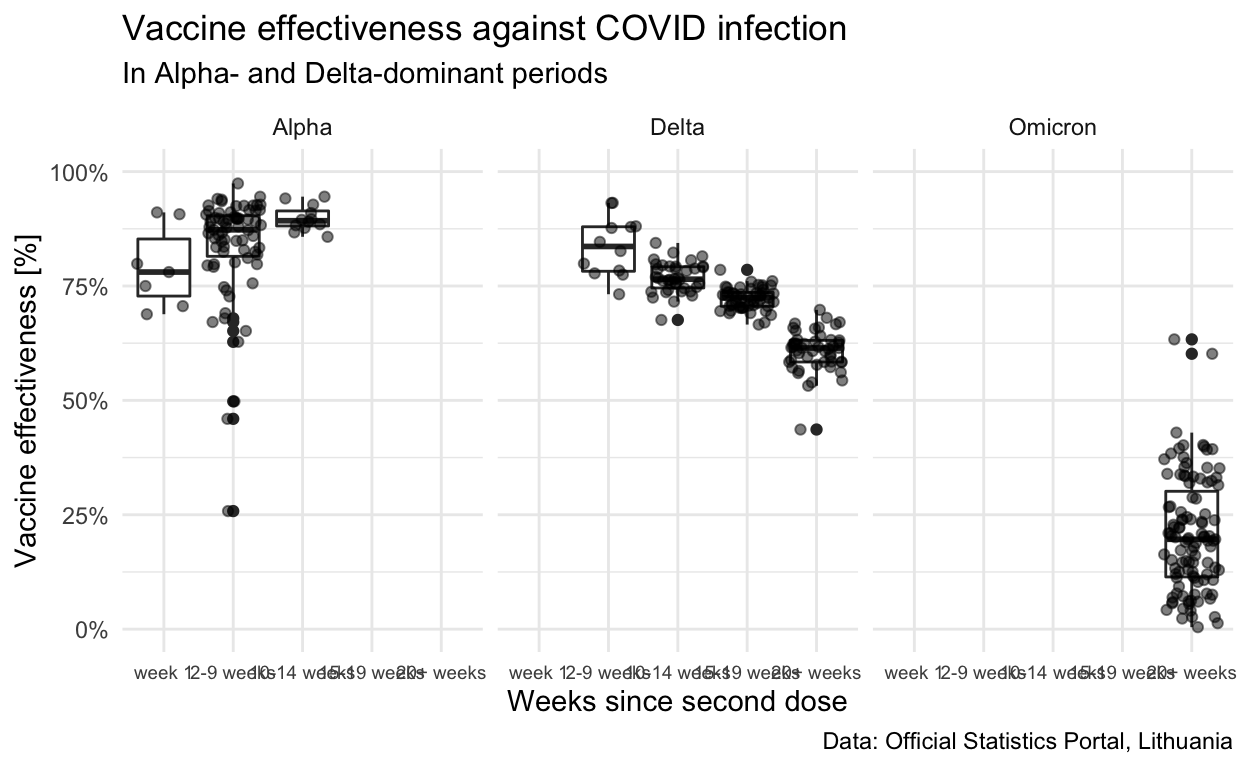 Vaccine effectiveness against COVID infection
In Alpha- and Delta-dominant periods
Alpha
Delta
Omicron
Vaccine effectiveness [%]
100%
75%
50%
25%
0%
week 1 2-9 weeks 10-14 weeks 15-19 weeks 20+ weeks
week 1 2-9 weeks 10-14 weeks 15-19 weeks 20+ weeks
week 1 2-9 weeks 10-14 weeks 15-19 weeks 20+ weeks
Weeks since second dose
Data: Official Statistics Portal, Lithuania